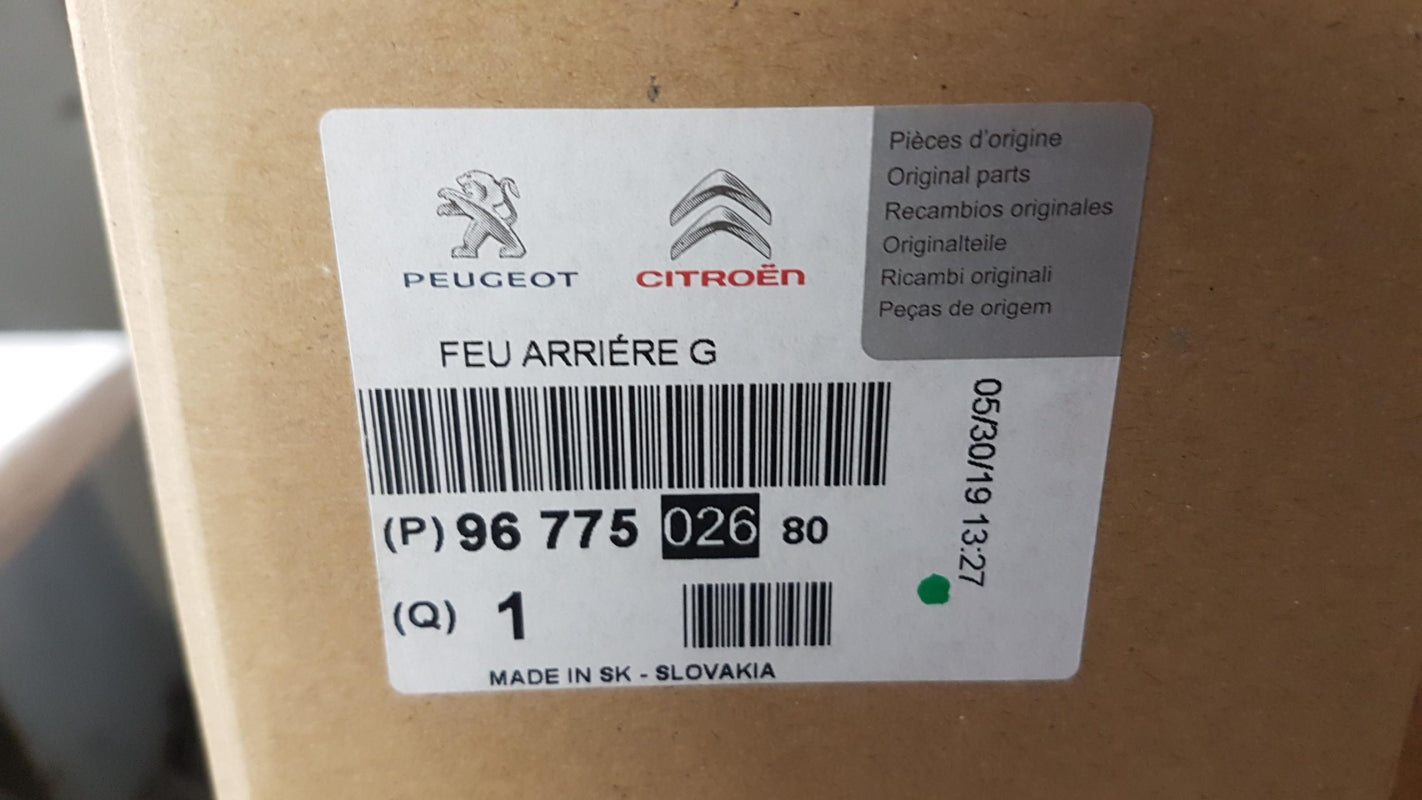 PEUGEOT
CITROËN
Pièces d'origine
Original parts
Recambios originales
Originalteile
Ricambi originali
Peças de origem
FEU ARRIÉRE G
(P) 96 775 026 80
(Q) 1
MADE IN SK - SLOVAKIA
05/30/19 13:27